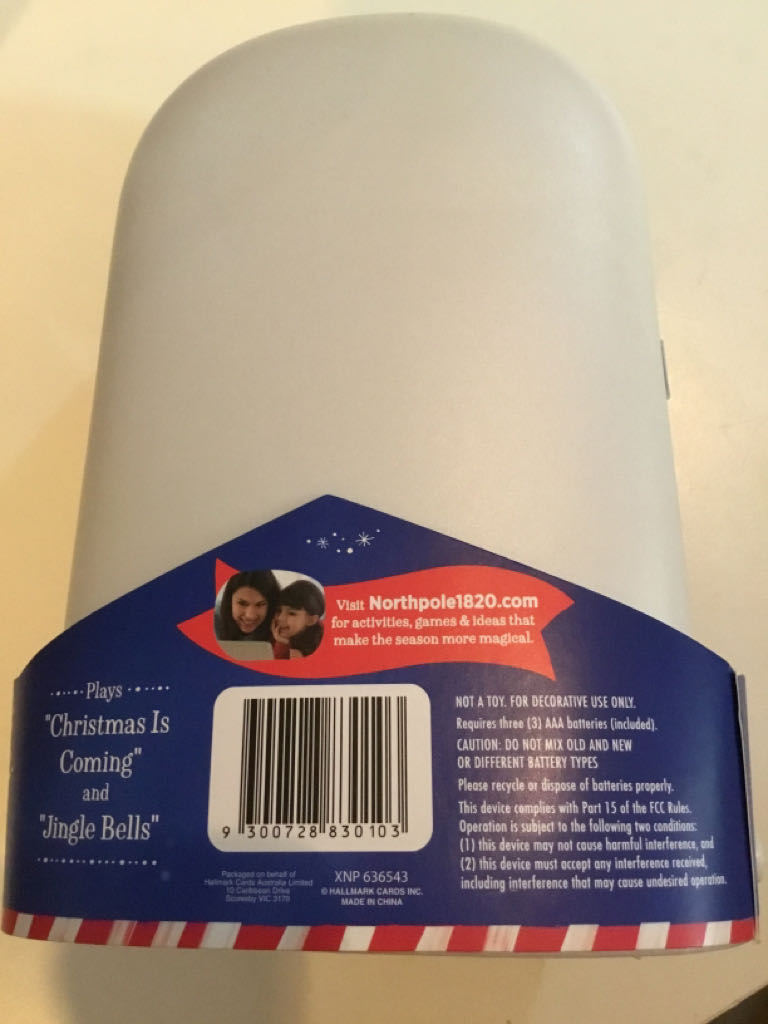 Visit Northpole1820.com
for activities, games & ideas that
make the season more magical.
Plays
"Christmas Is
Coming"
and
"Jingle Bells"
9 300728 830103
Packaged on behalf of
Hallmark Cards Australia Limited
10 Caribbean Drive
Scoresby VIC 3179
XNP 636543
© HALLMARK CARDS INC.
MADE IN CHINA
NOT A TOY. FOR DECORATIVE USE ONLY.
Requires three (3) AAA batteries (included).
CAUTION: DO NOT MIX OLD AND NEW
OR DIFFERENT BATTERY TYPES
Please recycle or dispose of batteries properly.
This device complies with Part 15 of the FCC Rules.
Operation is subject to the following two conditions:
(1) this device may not cause harmful interference, and
(2) this device must accept any interference received,
including interference that may cause undesired operation.